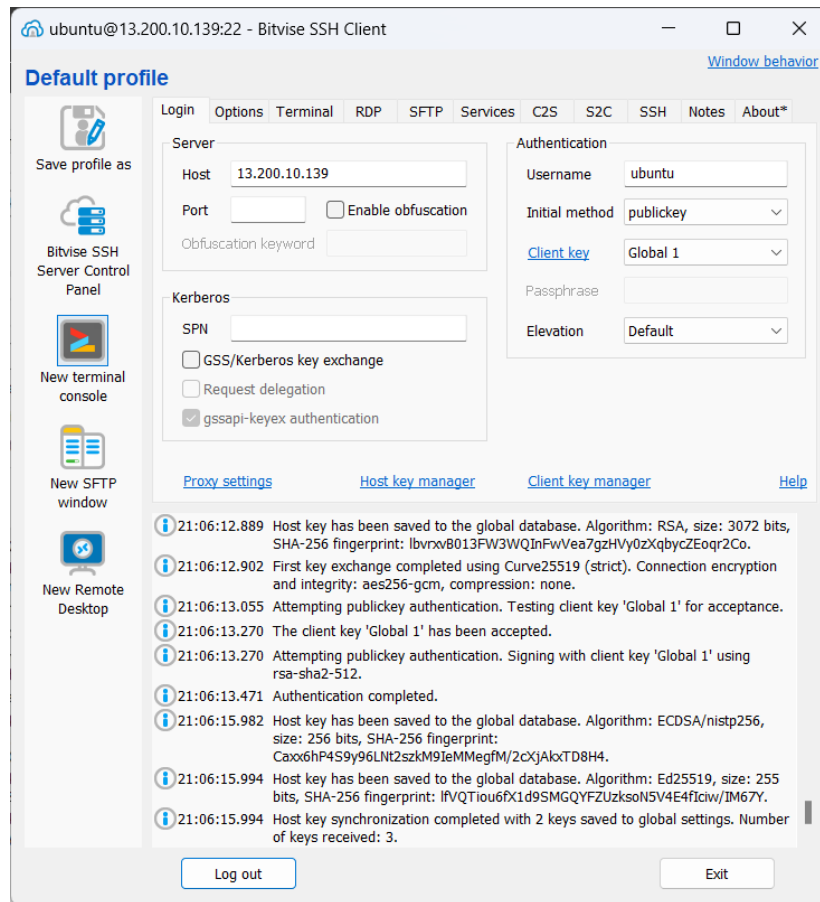 ubuntu@13.200.10.139:22 - Bitvise SSH Client
Window behavior
Default profile
Save profile as
Bitvise SSH
Server Control
Panel
New terminal
console
New SFTP
window
New Remote
Desktop
Login Options Terminal RDP SFTP Services C2S S2C SSH Notes About*
Server
Host 13.200.10.139
Port Enable obfuscation
Obfuscation keyword
Kerberos
SPN
GSS/Kerberos key exchange
Request delegation
gssapi-keyex authentication
Authentication
Username ubuntu
Initial method publickey
Client key Global 1
Passphrase
Elevation Default
Proxy settings Host key manager Client key manager Help
21:06:12.889 Host key has been saved to the global database. Algorithm: RSA, size: 3072 bits,
SHA-256 fingerprint: lbvrxvB013FW3WQInFwVea7gzHVy0zXqbycZEoqr2Co.
21:06:12.902 First key exchange completed using Curve25519 (strict). Connection encryption
and integrity: aes256-gcm, compression: none.
21:06:13.055 Attempting publickey authentication. Testing client key 'Global 1' for acceptance.
21:06:13.270 The client key 'Global 1' has been accepted.
21:06:13.270 Attempting publickey authentication. Signing with client key 'Global 1' using
rsa-sha2-512.
21:06:13.471 Authentication completed.
21:06:15.982 Host key has been saved to the global database. Algorithm: ECDSA/nistp256,
size: 256 bits, SHA-256 fingerprint:
Caxx6hP4S9y96LNt2szkM9IeMMegfM/2cXjAkxTD8H4.
21:06:15.994 Host key has been saved to the global database. Algorithm: Ed25519, size: 255
bits, SHA-256 fingerprint: lfVQTiou6fX1d9SMGQYFZUzksoN5V4E4fIciw/IM67Y.
21:06:15.994 Host key synchronization completed with 2 keys saved to global settings. Number
of keys received: 3.
Log out Exit